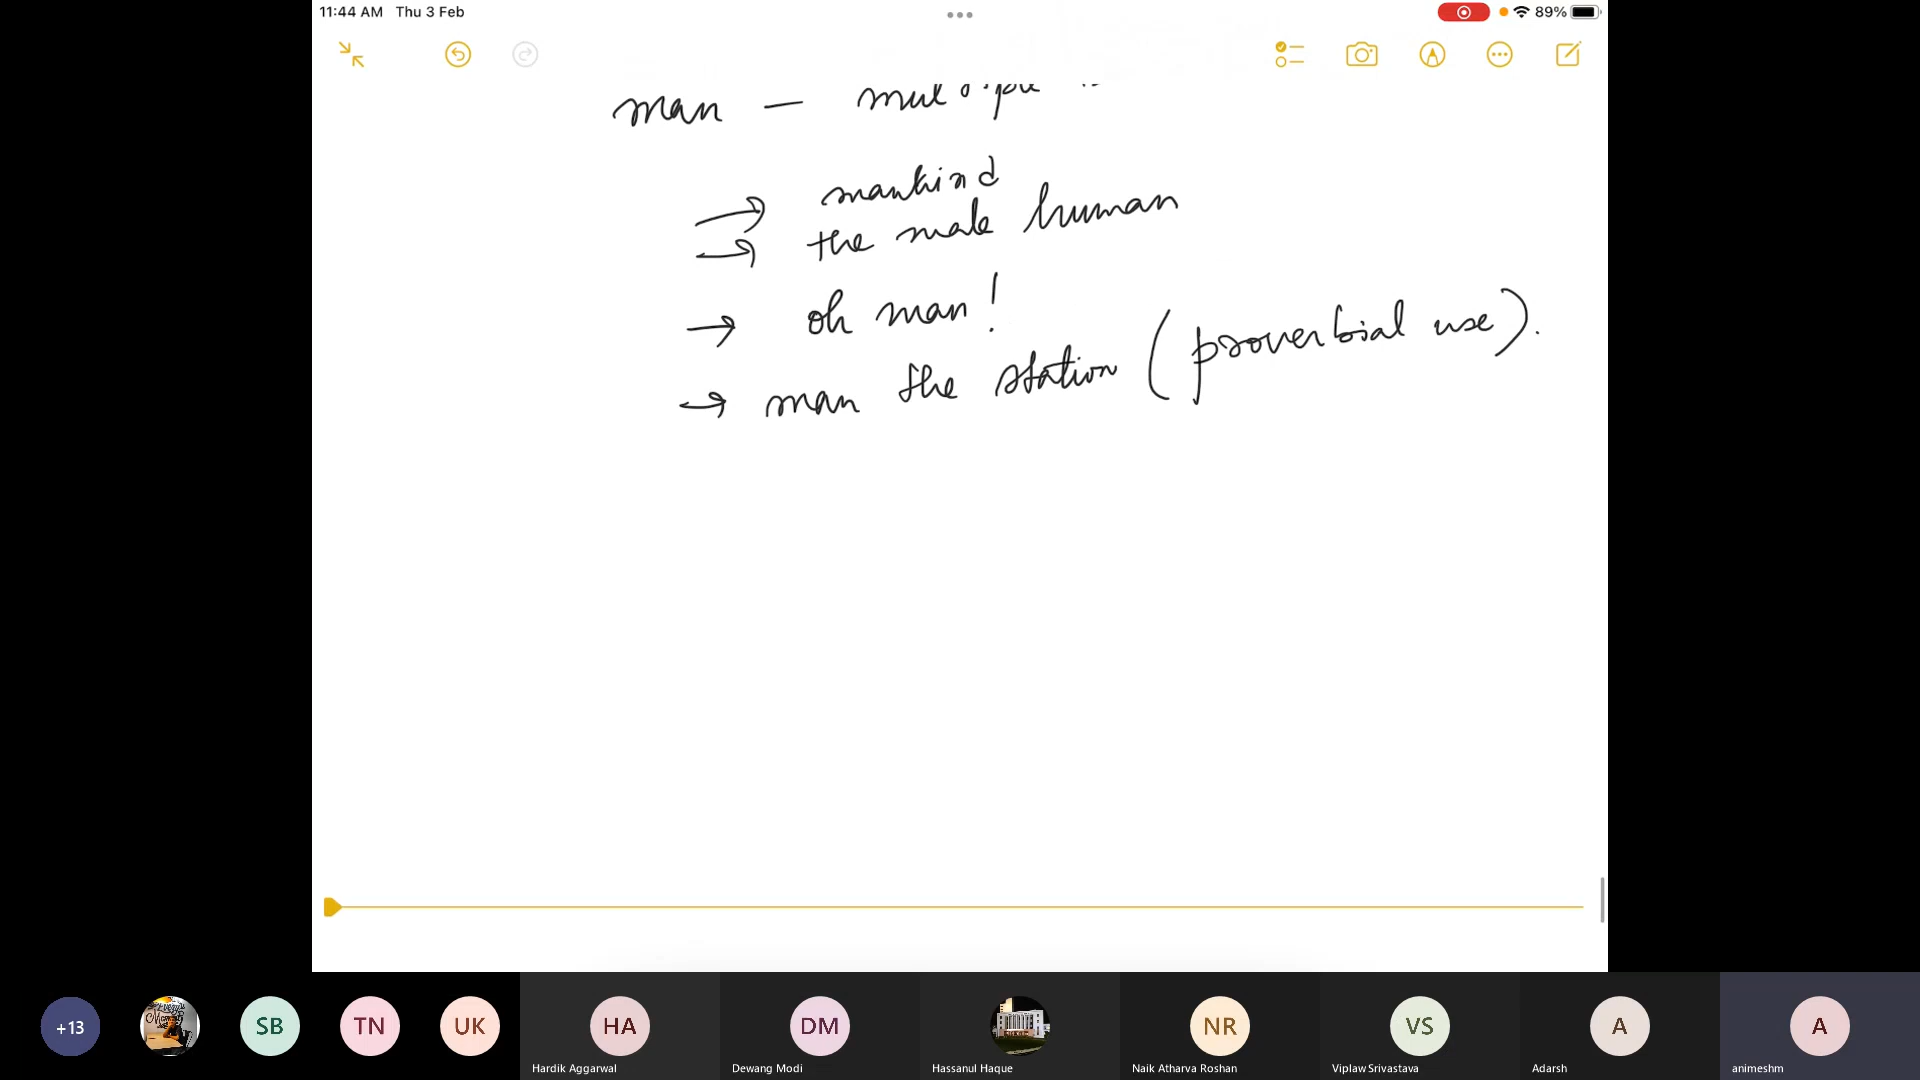 11:44 AM Thu 3 Feb
89%
man —
→ mankind
→ the male human
→ oh man!
→ man the station (proverbial use).
+13
SB
TN
UK
HA
DM
NR
VS
A
A
Hardik Aggarwal
Dewang Modi
Hassanul Haque
Naik Atharva Roshan
Viplaw Srivastava
Adarsh
animeshm